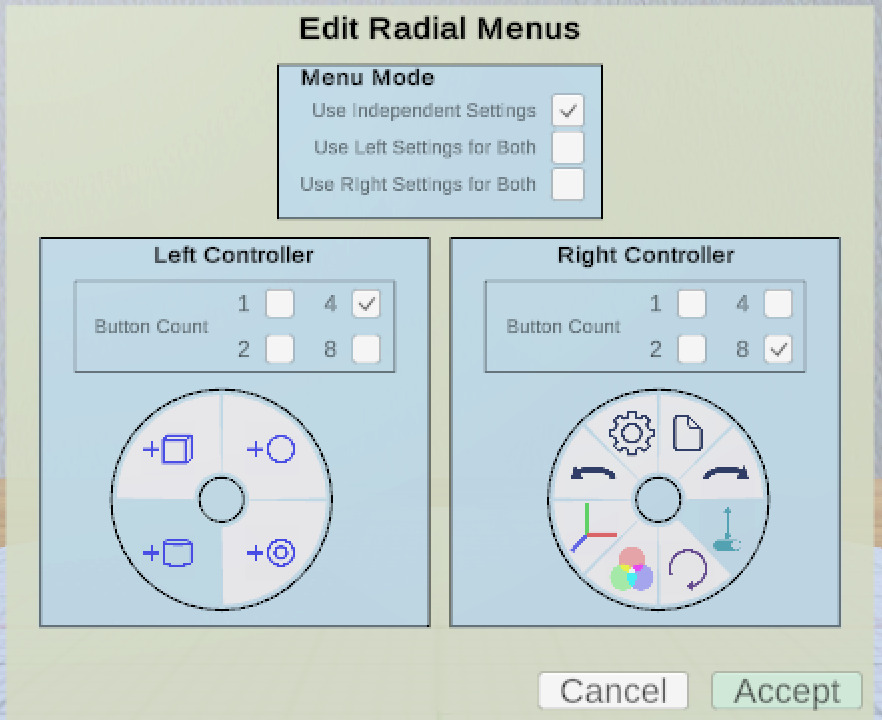 Edit Radial Menus
Menu Mode
Use Independent Settings
Use Left Settings for Both
Use Right Settings for Both
Left Controller
Button Count
1
4
2
8
Right Controller
Button Count
1
4
2
8
Cancel
Accept